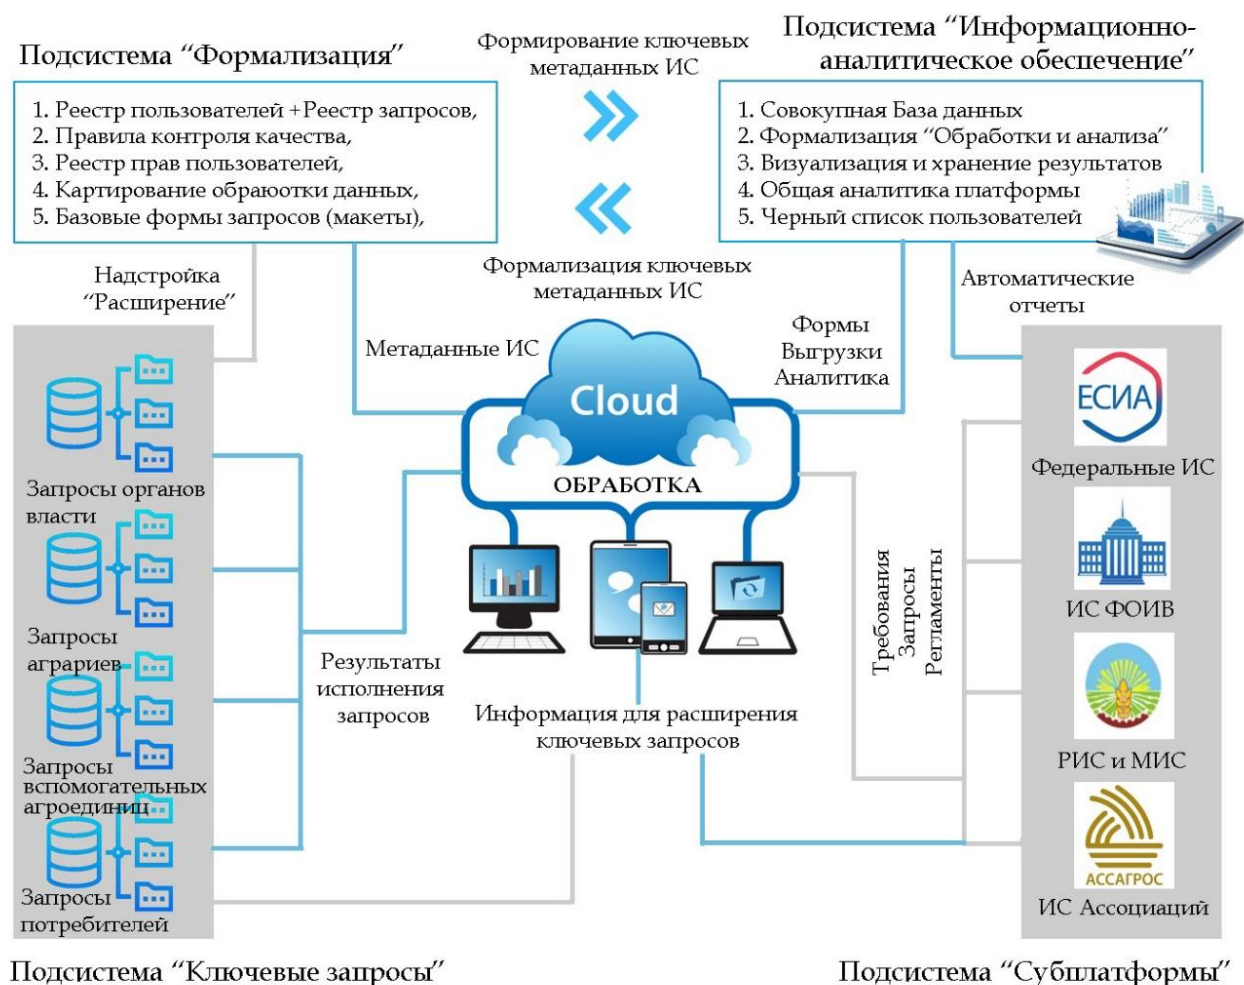 Подсистема “Формализация”
1. Реестр пользователей +Реестр запросов,
2. Правила контроля качества,
3. Реестр прав пользователей,
4. Картирование обраюотки данных,
5. Базовые формы запросов (макеты),
Формирование ключевых
метаданных ИС
Формализация ключевых
метаданных ИС
Подсистема “Информационно-
аналитическое обеспечение”
1. Совокупная База данных
2. Формализация “Обработки и анализа”
3. Визуализация и хранение результатов
4. Общая аналитика платформы
5. Черный список пользователей
Надстройка
“Расширение”
Метаданные ИС
Формы
Выгрузки
Аналитика
Автоматические
отчеты
Cloud
ОБРАБОТКА
Запросы органов
власти
Запросы
аграриев
Запросы
вспомогательных
агроединиц
Запросы
потребителей
Результаты
исполнения
запросов
Информация для расширения
ключевых запросов
Требования
Запросы
Регламенты
ЕСИА
Федеральные ИС
ИС ФОИВ
РИС и МИС
АССАГРОС
ИС Ассоциаций
Подсистема “Ключевые запросы”
Подсистема “Субплатформы”